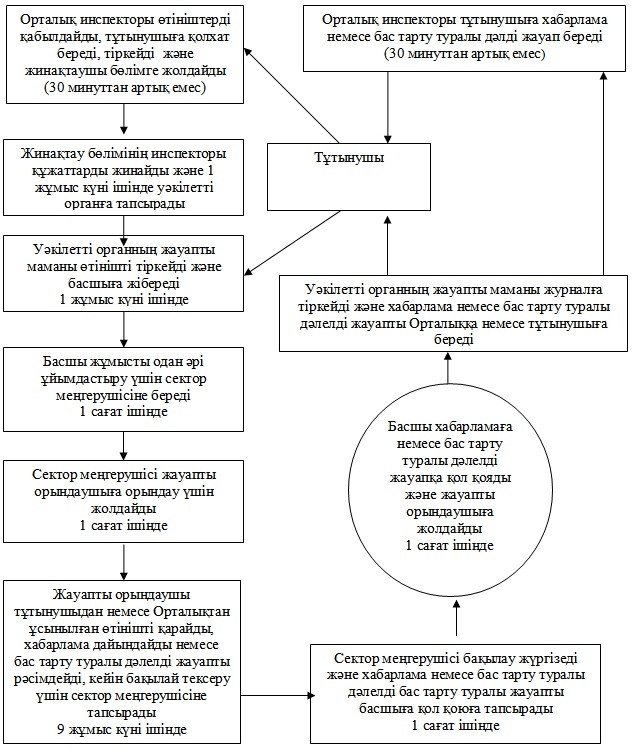 Орталық инспекторы өтініштерді
қабылдайды, тұтынушыға қолхат
береді, тіркейді және
жинақтаушы бөлімге жолдайды
(30 минуттан артық емес)
Орталық инспекторы тұтынушыға хабарлама
немесе бас тарту туралы дәлді жауап береді
(30 минуттан артық емес)
Жинақтау бөлімінің инспекторы
құжаттарды жинайды және 1
жұмыс күні ішінде уәкілетті
органға тапсырады
Тұтынушы
Уәкілетті органның жауапты
маманы өтінішті тіркейді және
басшыға жібереді
1 жұмыс күні ішінде
Уәкілетті органның жауапты маманы журналға
тіркейді және хабарлама немесе бас тарту туралы
дәлелді жауапты Орталыққа немесе тұтынушыға
береді
Басшы жұмысты одан әрі
ұйымдастыру үшін сектор
меңгерушісіне береді
1 сағат ішінде
Басшы хабарламаға
немесе бас тарту
туралы дәлелді
жауапқа қол қояды
және жауапты
орындаушыға
жолдайды
1 сағат ішінде
Сектор меңгерушісі жауапты
орындаушыға орындау үшін
жолдайды
1 сағат ішінде
Жауапты орындаушы
тұтынушыдан немесе Орталықтан
ұсынылған өтінішті қарайды,
хабарлама дайындайды немесе
бас тарту туралы дәлелді жауапты
рәсімдейді, кейін бақылай тексеру
үшін сектор меңгерушісіне
тапсырады
9 жұмыс күні ішінде
Сектор меңгерушісі бақылау жүргізеді
және хабарлама немесе бас тарту туралы
дәлелді бас тарту туралы жауапты
басшыға қол қоюға тапсырады
1 сағат ішінде